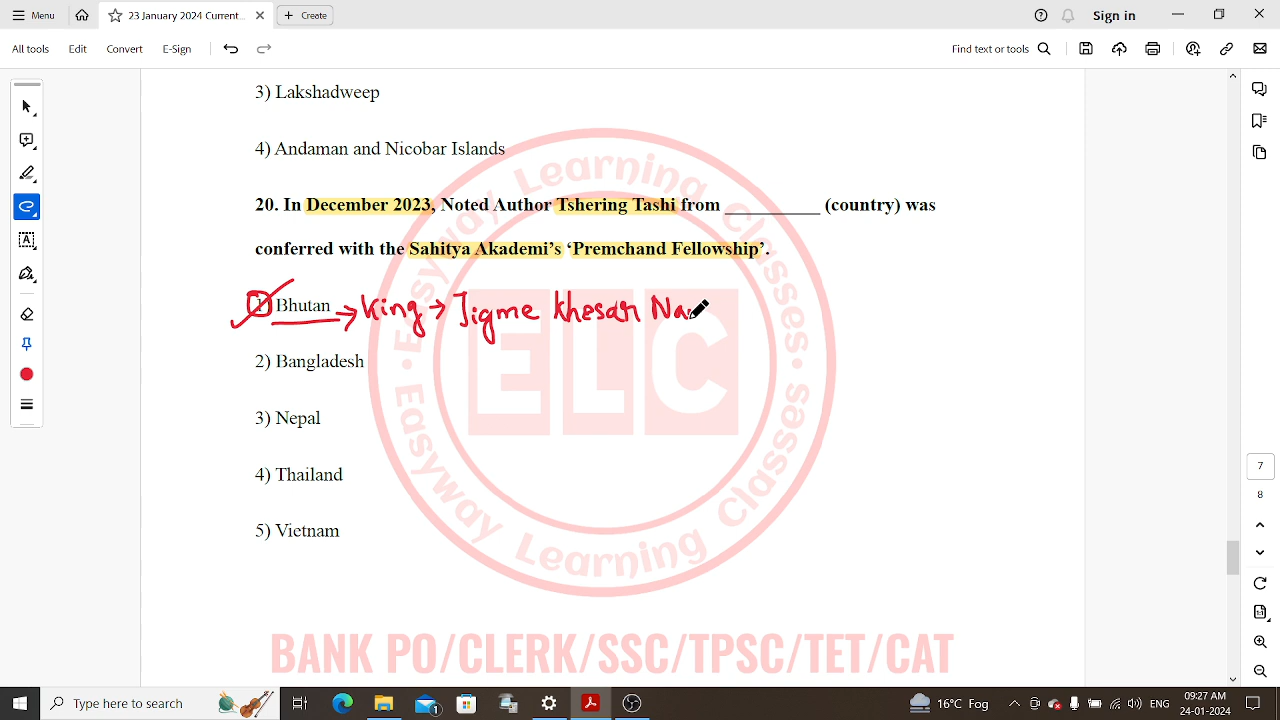 Menu
23 January 2024 Current...
Create
Sign in
All tools
Edit
Convert
E-Sign
Find text or tools
3) Lakshadweep
4) Andaman and Nicobar Islands
20. In December 2023, Noted Author Tshering Tashi from __________ (country) was
conferred with the Sahitya Akademi’s ‘Premchand Fellowship’.
1) Bhutan → King → Jigme Khesar Na
2) Bangladesh
3) Nepal
4) Thailand
5) Vietnam
Easyway Learning Classes
ELC
Easyway Learning Classes
BANK PO/CLERK/SSC/TPSC/TET/CAT
7
8
Type here to search
16°C Fog
ENG
09:27 AM
24-01-2024